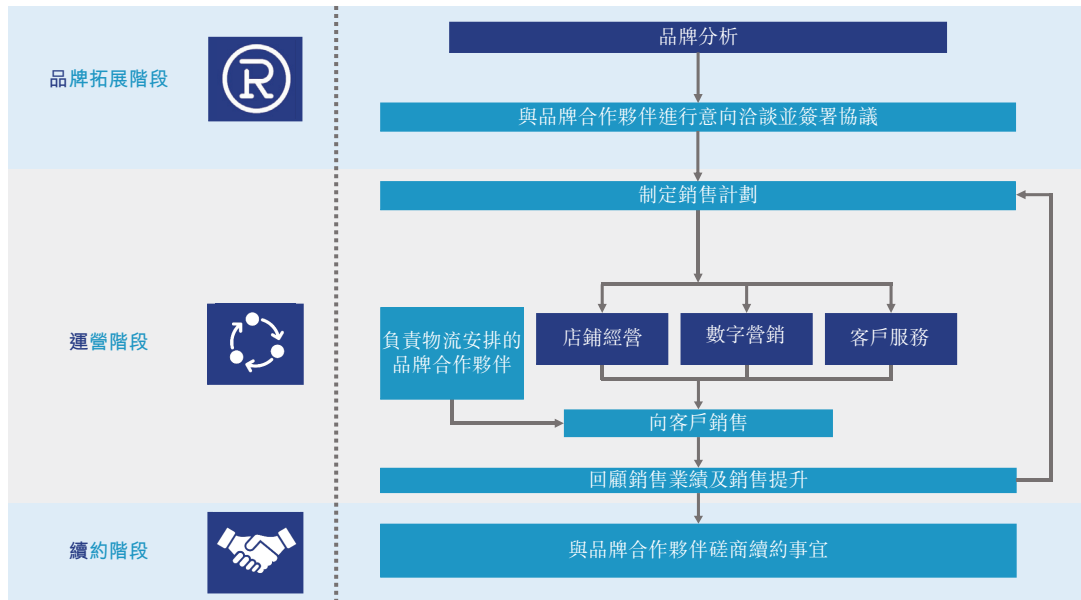 品牌拓展階段
R
品牌分析
與品牌合作夥伴進行意向洽談並簽署協議
制定銷售計劃
運營階段
負責物流安排的
品牌合作夥伴
店鋪經營
數字營銷
客戶服務
向客戶銷售
回顧銷售業績及銷售提升
續約階段
與品牌合作夥伴磋商續約事宜